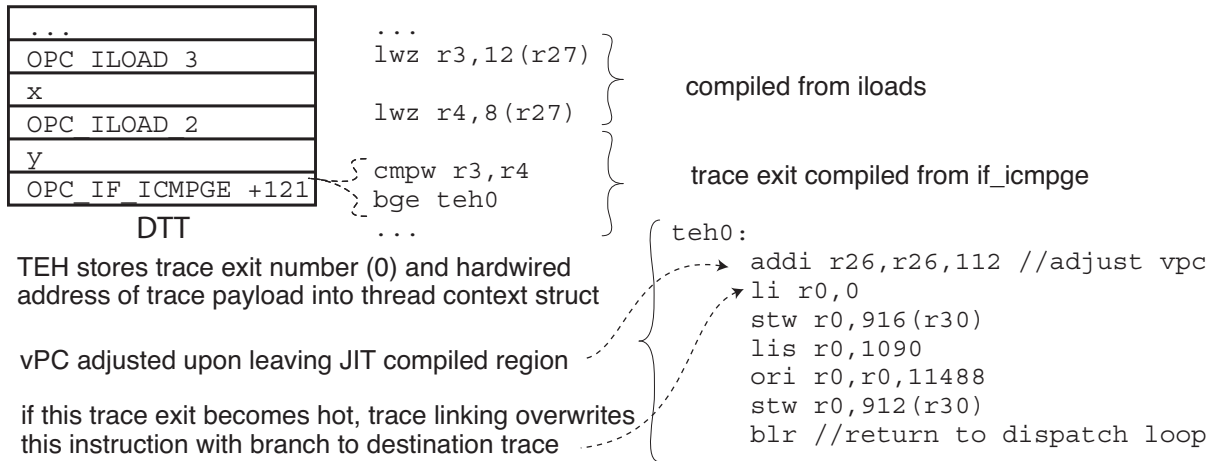 ...
OPC_ILOAD_3
x
OPC_ILOAD_2
y
OPC_IF_ICMPGE +121
DTT
...
lwz r3,12(r27)
lwz r4,8(r27)
cmpw r3,r4
bge teh0
...
compiled from iloads
trace exit compiled from if_icmpge
TEH stores trace exit number (0) and hardwired
address of trace payload into thread context struct
vPC adjusted upon leaving JIT compiled region
if this trace exit becomes hot, trace linking overwrites
this instruction with branch to destination trace
teh0:
addi r26,r26,112 //adjust vpc
li r0,0
stw r0,916(r30)
lis r0,1090
ori r0,r0,11488
stw r0,912(r30)
blr //return to dispatch loop